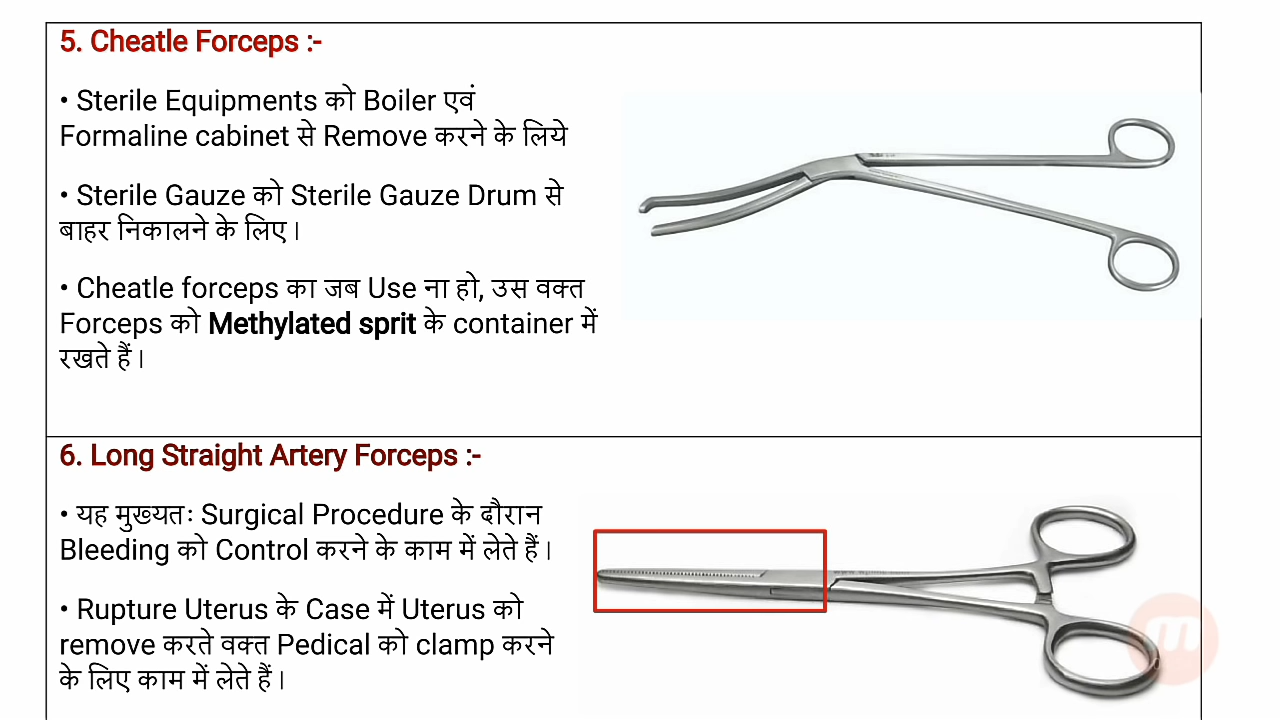 5. Cheatle Forceps :-
• Sterile Equipments को Boiler एवं
Formaline cabinet से Remove करने के लिये
• Sterile Gauze को Sterile Gauze Drum से
बाहर निकालने के लिए।
• Cheatle forceps का जब Use ना हो, उस वक्त
Forceps को Methylated sprit के container में
रखते हैं।
6. Long Straight Artery Forceps :-
• यह मुख्यतः Surgical Procedure के दौरान
Bleeding को Control करने के काम में लेते हैं।
• Rupture Uterus के Case में Uterus को
remove करते वक्त Pedical को clamp करने
के लिए काम में लेते हैं।